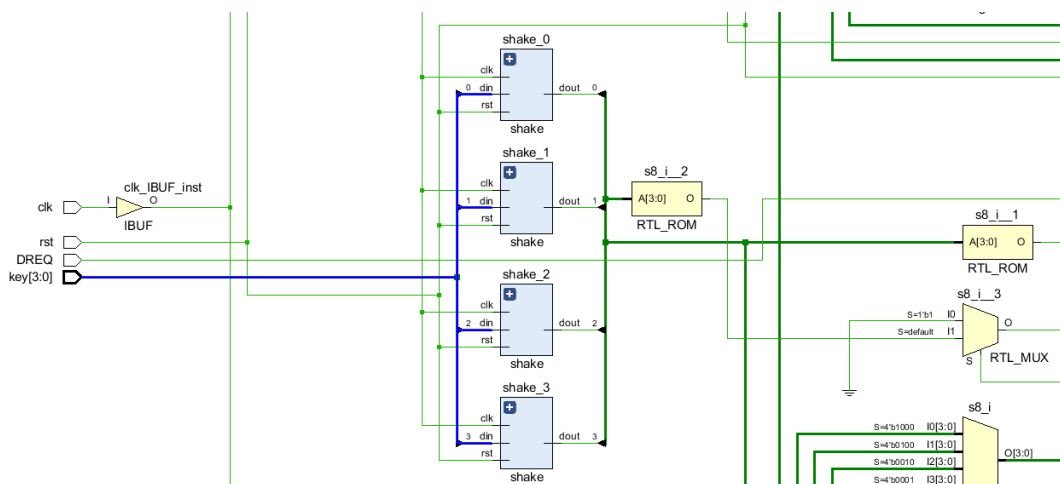 shake_0
clk
0 din
rst
dout 0
shake
shake_1
clk
1 din
rst
dout 1
shake
s8_i__2
A[3:0] O
RTL_ROM
clk_IBUF_inst
clk
I O
IBUF
rst
DREQ
key[3:0]
s8_i__1
A[3:0] O
RTL_ROM
shake_2
clk
2 din
rst
dout 2
shake
s8_i__3
S=1'b1 I0
S=default I1
O
S
RTL_MUX
shake_3
clk
3 din
rst
dout 3
shake
s8_i
S=4'b1000 I0[3:0]
S=4'b0100 I1[3:0]
S=4'b0010 I2[3:0]
S=4'b0001 I3[3:0]
O[3:0]